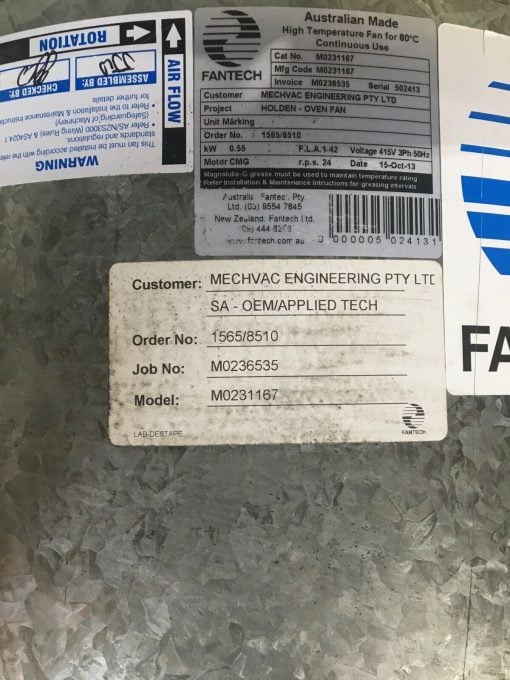 ROTATION
AIR FLOW
ASSEMBLED BY:
CHECKED BY:
WARNING
This fan must be installed according with the rele
standards and regulations AS4024.1
(Safeguarding of Machinery)
• Refer AS/NZS3000 (Wiring Rules &
• Refer Installation & Maintenance Ins
for further details
FANTECH
Australian Made
High Temperature Fan for 80°C
Continuous Use
Cat No. M0231167
Mfg Code M0231167
Invoice M0236535 Serial 502413
Customer MECHVAC ENGINEERING PTY LTD
Project HOLDEN - OVEN FAN
Unit Marking
Order No. 1565/8510
kW 0.55 F.L.A 1.42 Voltage 415V 3Ph 50Hz
Motor CMG r.p.s. 24 Date 15-Oct-13
Magnalube-G grease must be used to maintain temperature rating
Refer Installation & Maintenance Intructions for greasing intervals
Australia Fantech Pty.
Ltd. (03) 9554 7845
New Zealand Fantech Ltd.
www.fantech.com.au
0 000005 024131
Customer: MECHVAC ENGINEERING PTY LTD
SA - OEM/APPLIED TECH
Order No: 1565/8510
Job No: M0236535
Model: M0231167
LAB-DESTAPE
FANTECH
FA